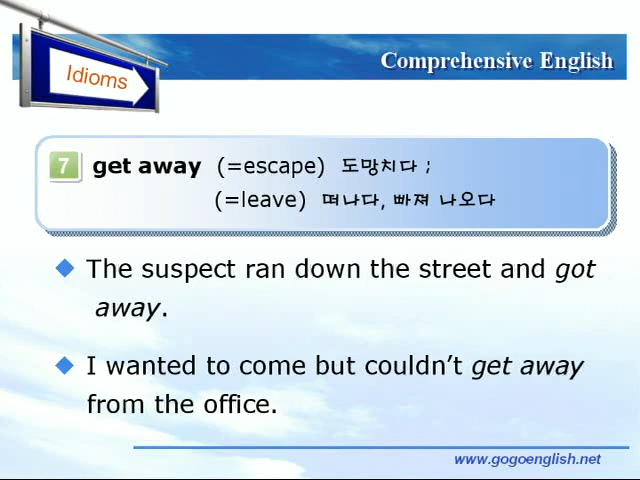 Idioms
Comprehensive English
7 get away (=escape) 도망치다 ;
(=leave) 떠나다, 빠져 나오다
The suspect ran down the street and got
away.
I wanted to come but couldn’t get away
from the office.
www.gogoenglish.net